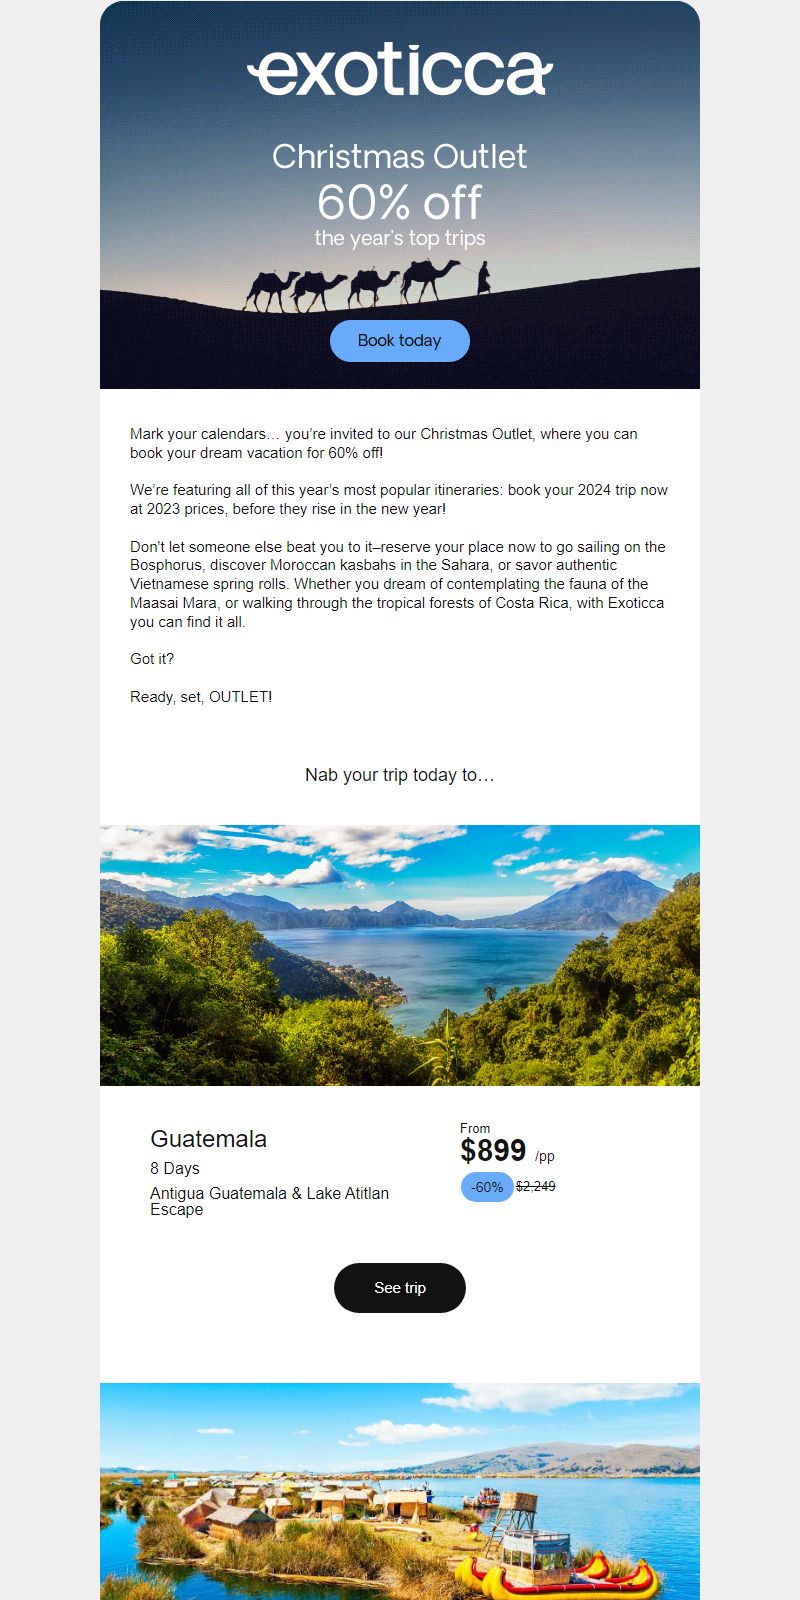 exoticca
Christmas Outlet
60% off
the year's top trips
Book today
Mark your calendars… you’re invited to our Christmas Outlet, where you can
book your dream vacation for 60% off!
We’re featuring all of this year’s most popular itineraries: book your 2024 trip now
at 2023 prices, before they rise in the new year!
Don't let someone else beat you to it–reserve your place now to go sailing on the
Bosphorus, discover Moroccan kasbahs in the Sahara, or savor authentic
Vietnamese spring rolls. Whether you dream of contemplating the fauna of the
Maasai Mara, or walking through the tropical forests of Costa Rica, with Exoticca
you can find it all.
Got it?
Ready, set, OUTLET!
Nab your trip today to…
Guatemala
8 Days
Antigua Guatemala & Lake Atitlan
Escape
From
$899 /pp
-60% $2,249
See trip